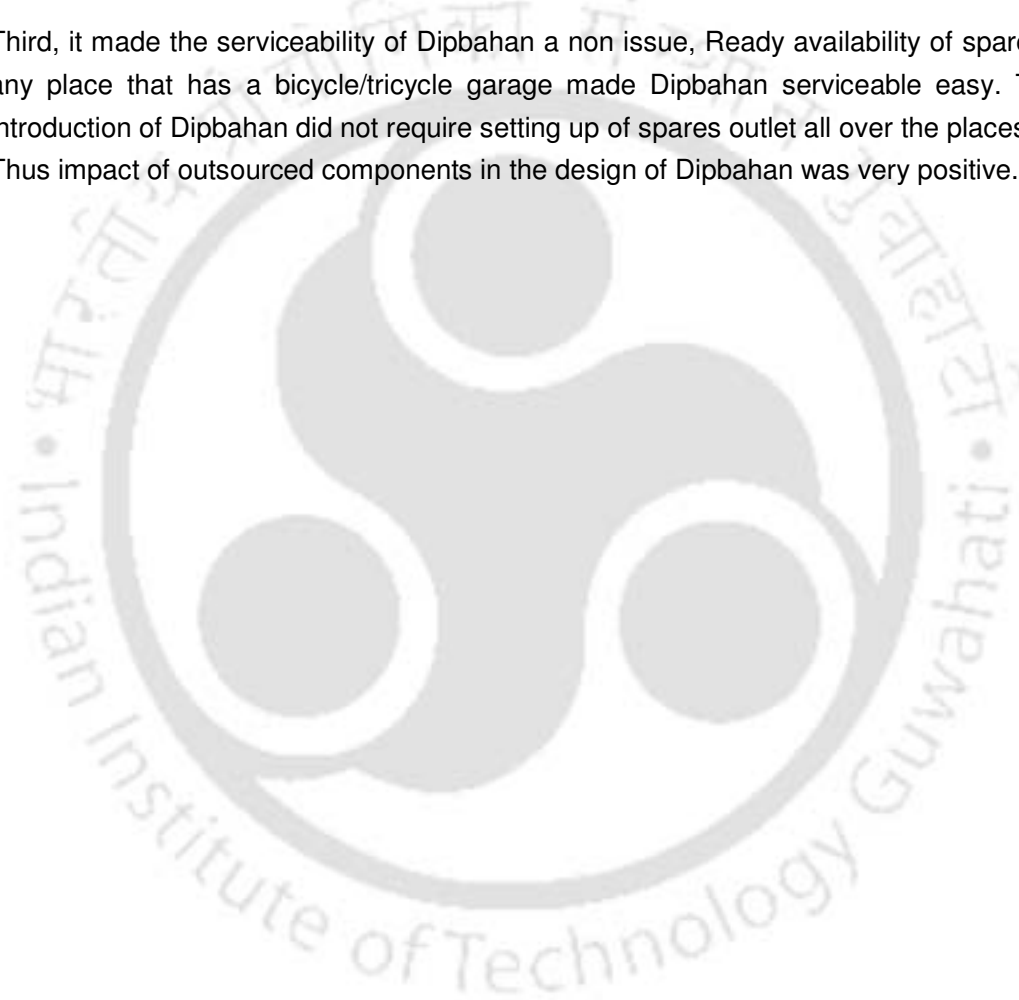 Third, it made the serviceability of Dipbahan a non issue, Ready availability of spare
any place that has a bicycle/tricycle garage made Dipbahan serviceable easy. T
ntroduction of Dipbahan did not require setting up of spares outlet all over the places
Thus impact of outsourced components in the design of Dipbahan was very positive.
भारतीय
गुवाहाटी
Indian Institute of Technology Guwahati